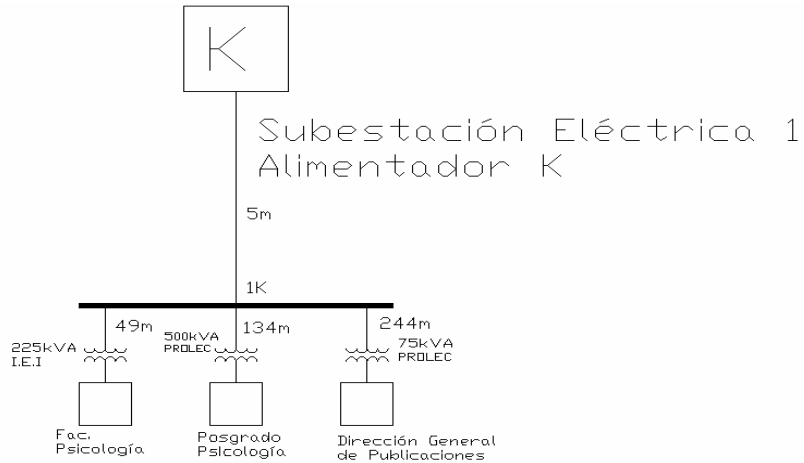 K
Subestación Eléctrica 1
Alimentador K
5m
1K
49m
134m
244m
225kVA
I.E.I
500kVA
PROLEC
75kVA
PROLEC
Fac.
Psicología
Posgrado
Psicología
Dirección General
de Publicaciones